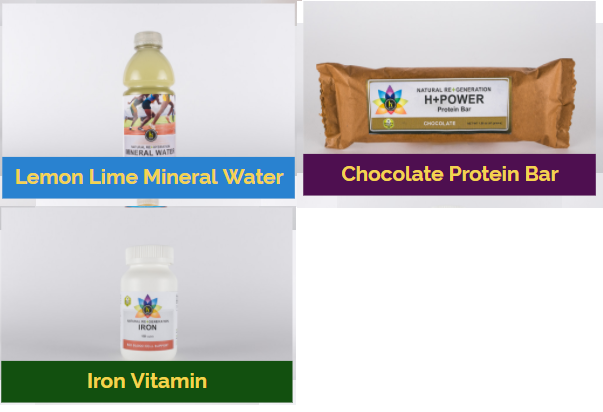 MINERAL WATER
Lemon Lime Mineral Water
NATURAL RE-GENERATION
H+POWER
Protein Bar
CHOCOLATE
Chocolate Protein Bar
NATURAL RE-GENERATION
IRON
Iron Vitamin